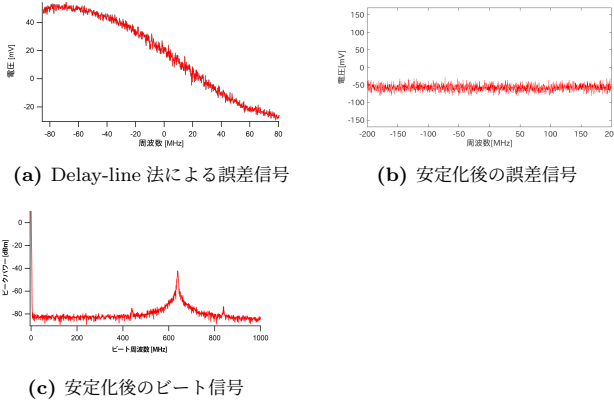 40
20
0
-20
電圧 [mV]
-80 -60 -40 -20 0 20 40 60 80
周波数 [MHz]
(a) Delay-line 法による誤差信号
150
100
50
0
-50
-100
-150
電圧[mV]
-200 -150 -100 -50 0 50 100 150 200
周波数[MHz]
(b) 安定化後の誤差信号
0
-20
-40
-60
-80
ピークパワー [dBm]
0 200 400 600 800 1000
ビート周波数 [MHz]
(c) 安定化後のビート信号